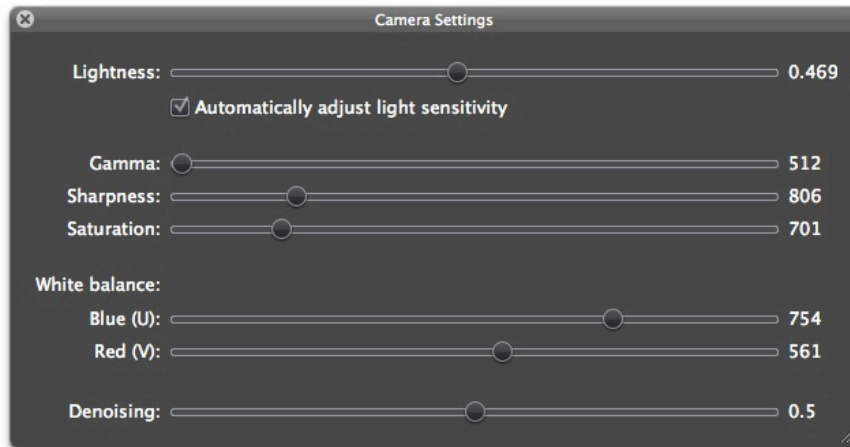 Camera Settings
Lightness: 0.469
Automatically adjust light sensitivity
Gamma: 512
Sharpness: 806
Saturation: 701
White balance:
Blue (U): 754
Red (V): 561
Denoising: 0.5